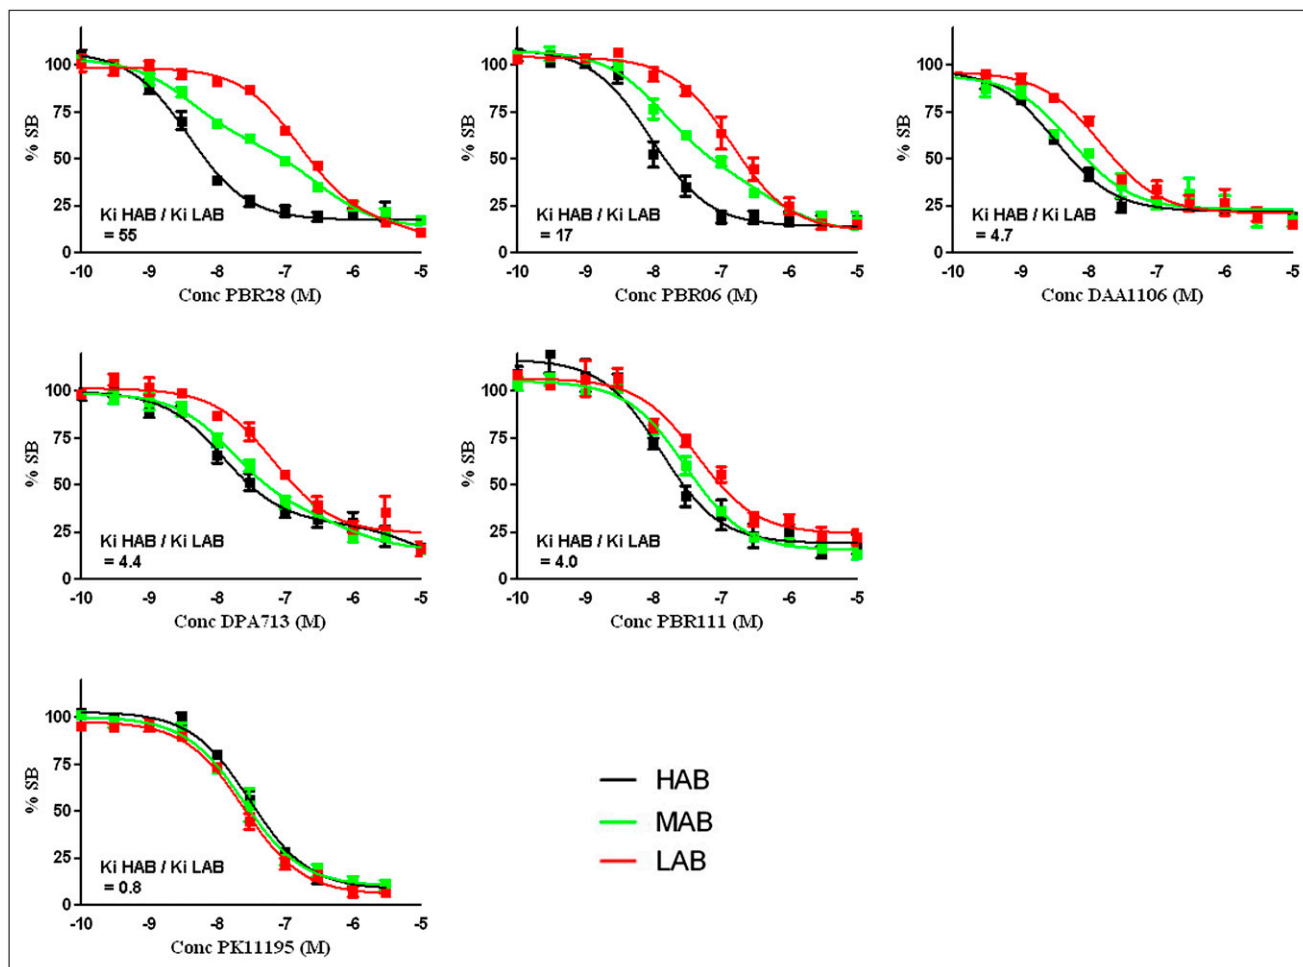 100
75
50
25
0
% SB
Ki HAB / Ki LAB
= 55
-10 -9 -8 -7 -6 -5
Conc PBR28 (M)
100
75
50
25
0
% SB
Ki HAB / Ki LAB
= 17
-10 -9 -8 -7 -6 -5
Conc PBR06 (M)
100
75
50
25
0
% SB
Ki HAB / Ki LAB
= 4.7
-10 -9 -8 -7 -6 -5
Conc DAA1106 (M)
100
75
50
25
0
% SB
Ki HAB / Ki LAB
= 4.4
-10 -9 -8 -7 -6 -5
Conc DPA713 (M)
100
75
50
25
0
% SB
Ki HAB / Ki LAB
= 4.0
-10 -9 -8 -7 -6 -5
Conc PBR111 (M)
100
75
50
25
0
% SB
Ki HAB / Ki LAB
= 0.8
-10 -9 -8 -7 -6 -5
Conc PK11195 (M)
HAB
MAB
LAB